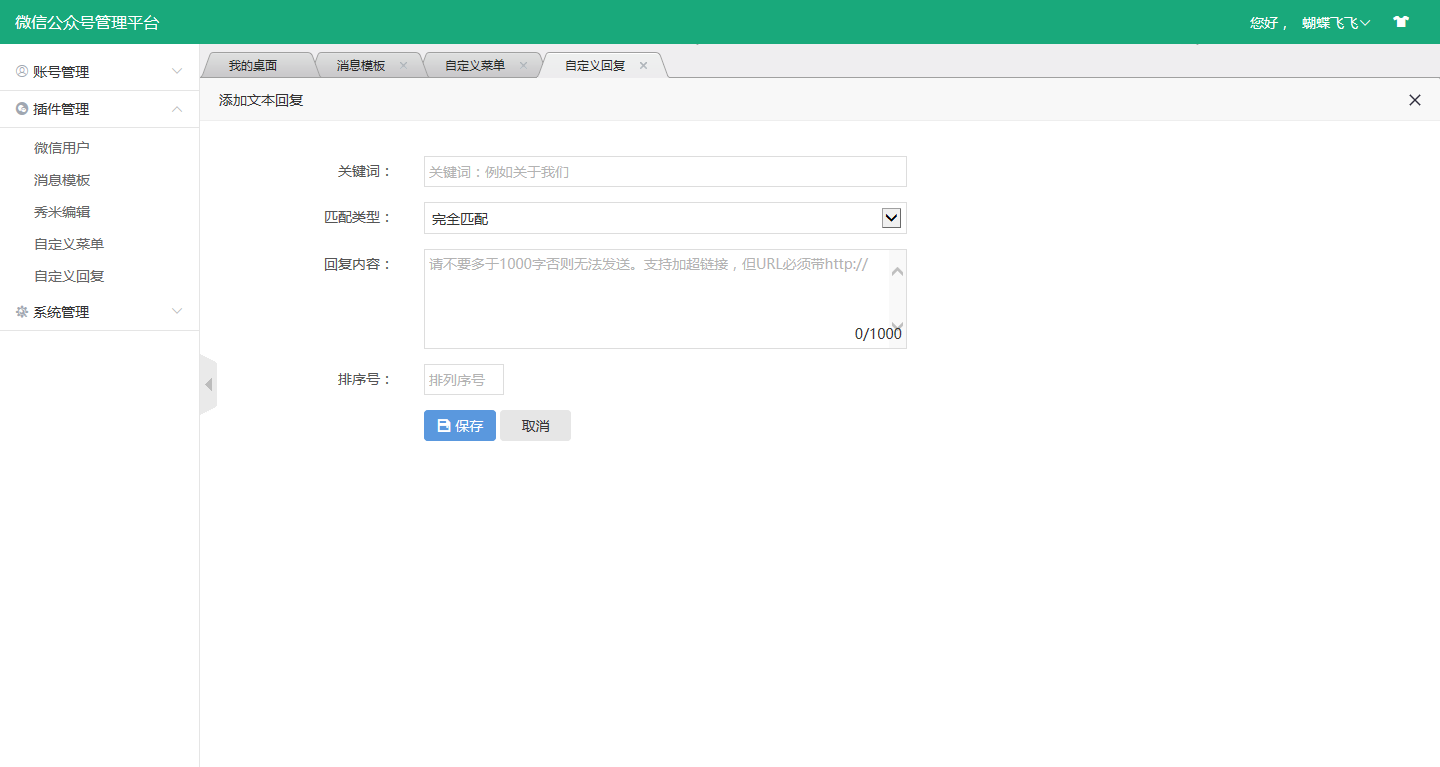 微信公众号管理平台
您好， 蝴蝶飞飞
账号管理
插件管理
微信用户
消息模板
秀米编辑
自定义菜单
自定义回复
系统管理
我的桌面 消息模板 自定义菜单 自定义回复
添加文本回复
关键词： 关键词：例如关于我们
匹配类型： 完全匹配
回复内容： 请不要多于1000字否则无法发送。支持加超链接，但URL必须带http://
0/1000
排序号： 排列序号
保存 取消